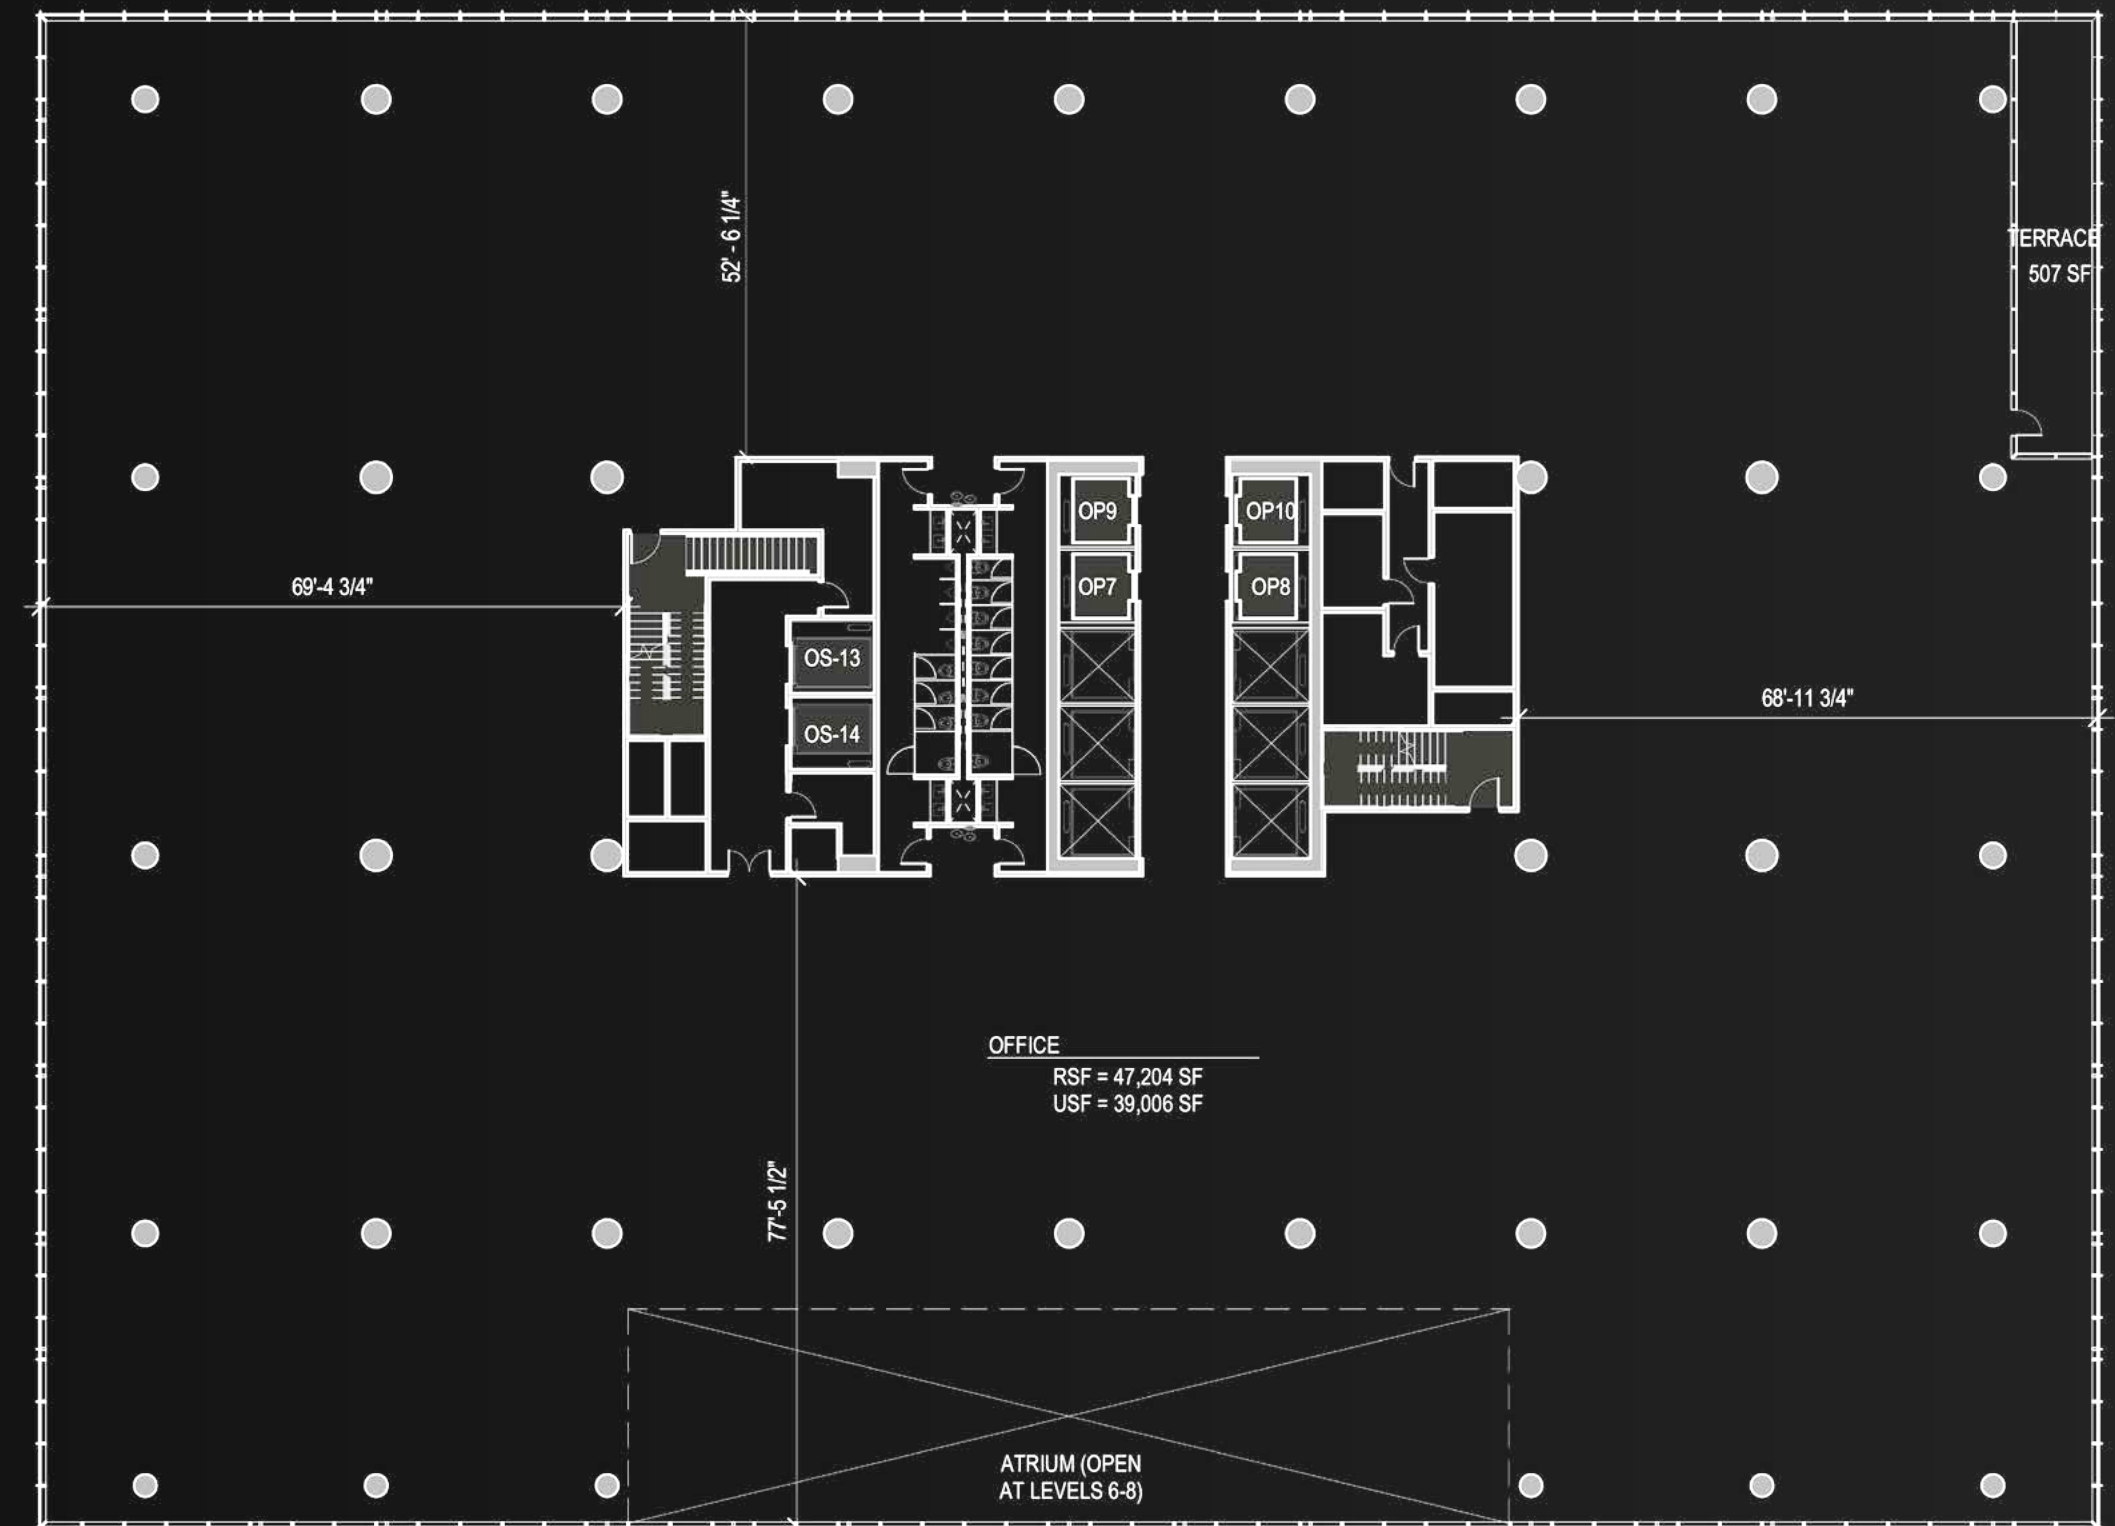 52' - 6 1/4"
TERRACE
507 SF
OP9
OP10
OP7
OP8
69'-4 3/4"
OS-13
OS-14
68'-11 3/4"
OFFICE
RSF = 47,204 SF
USF = 39,006 SF
77'-5 1/2"
ATRIUM (OPEN
AT LEVELS 6-8)